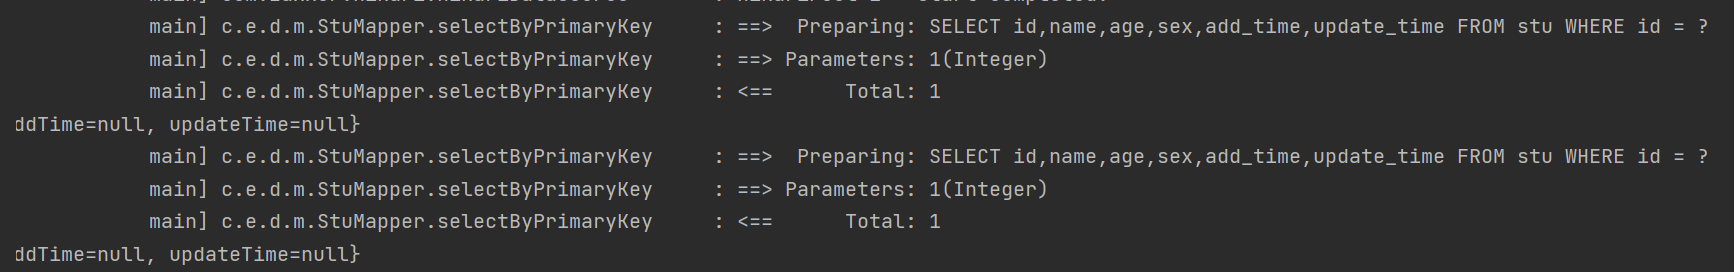 main] c.e.d.m.StuMapper.selectByPrimaryKey     : ==>  Preparing: SELECT id,name,age,sex,add_time,update_time FROM stu WHERE id = ?
main] c.e.d.m.StuMapper.selectByPrimaryKey     : ==> Parameters: 1(Integer)
main] c.e.d.m.StuMapper.selectByPrimaryKey     : <==      Total: 1
ddTime=null, updateTime=null}
main] c.e.d.m.StuMapper.selectByPrimaryKey     : ==>  Preparing: SELECT id,name,age,sex,add_time,update_time FROM stu WHERE id = ?
main] c.e.d.m.StuMapper.selectByPrimaryKey     : ==> Parameters: 1(Integer)
main] c.e.d.m.StuMapper.selectByPrimaryKey     : <==      Total: 1
ddTime=null, updateTime=null}